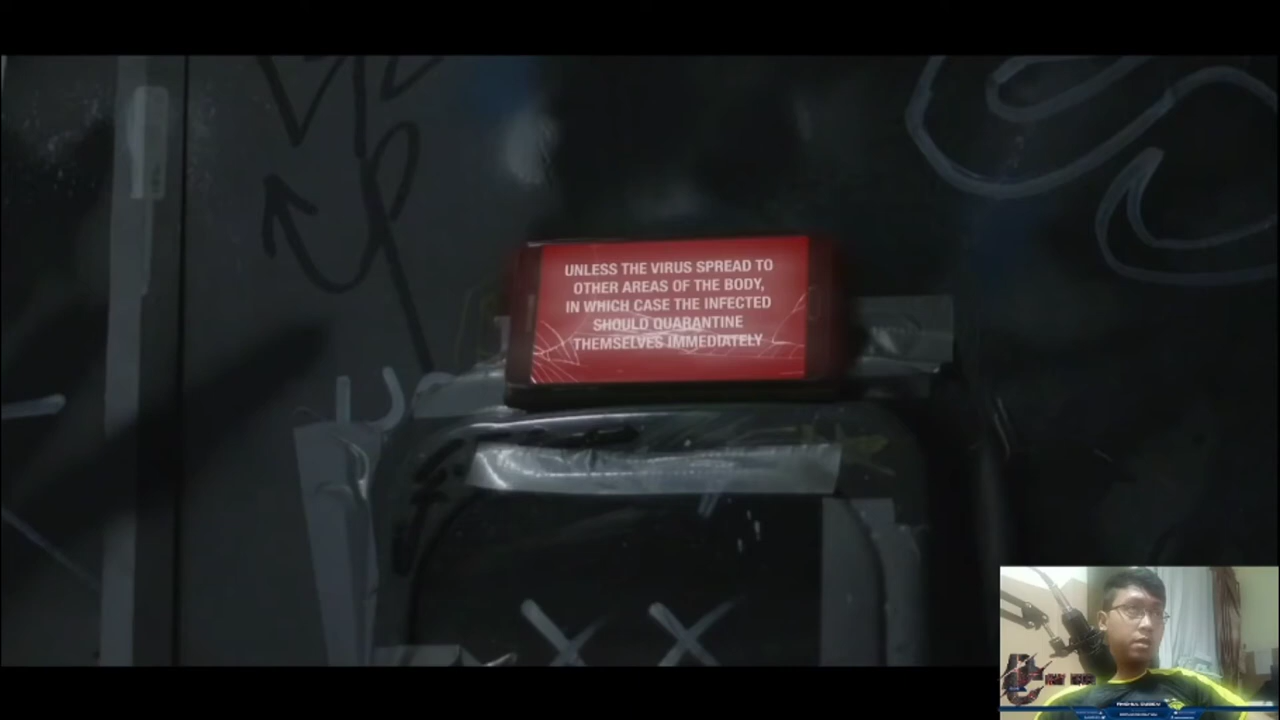 UNLESS THE VIRUS SPREAD TO
OTHER AREAS OF THE BODY,
IN WHICH CASE THE INFECTED
SHOULD QUARANTINE
THEMSELVES IMMEDIATELY